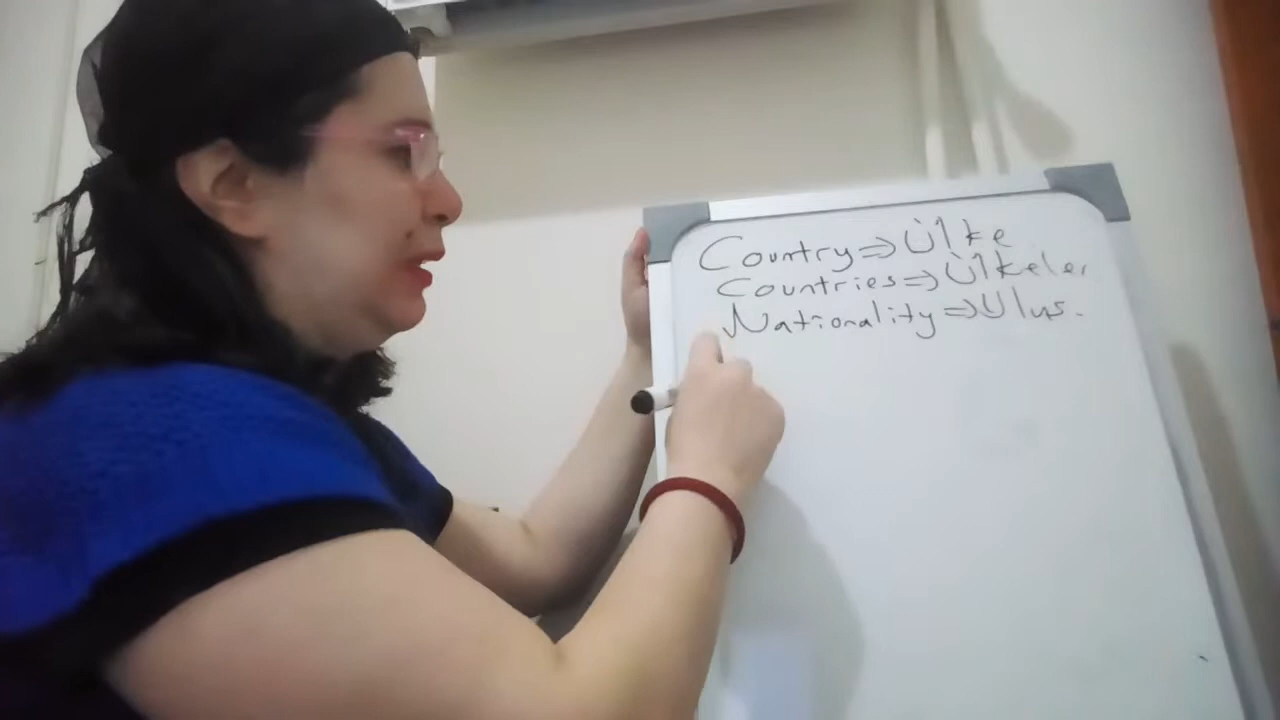 Country ⇒ Ülke
Countries ⇒ Ülkeler
Nationality ⇒ Ulus.